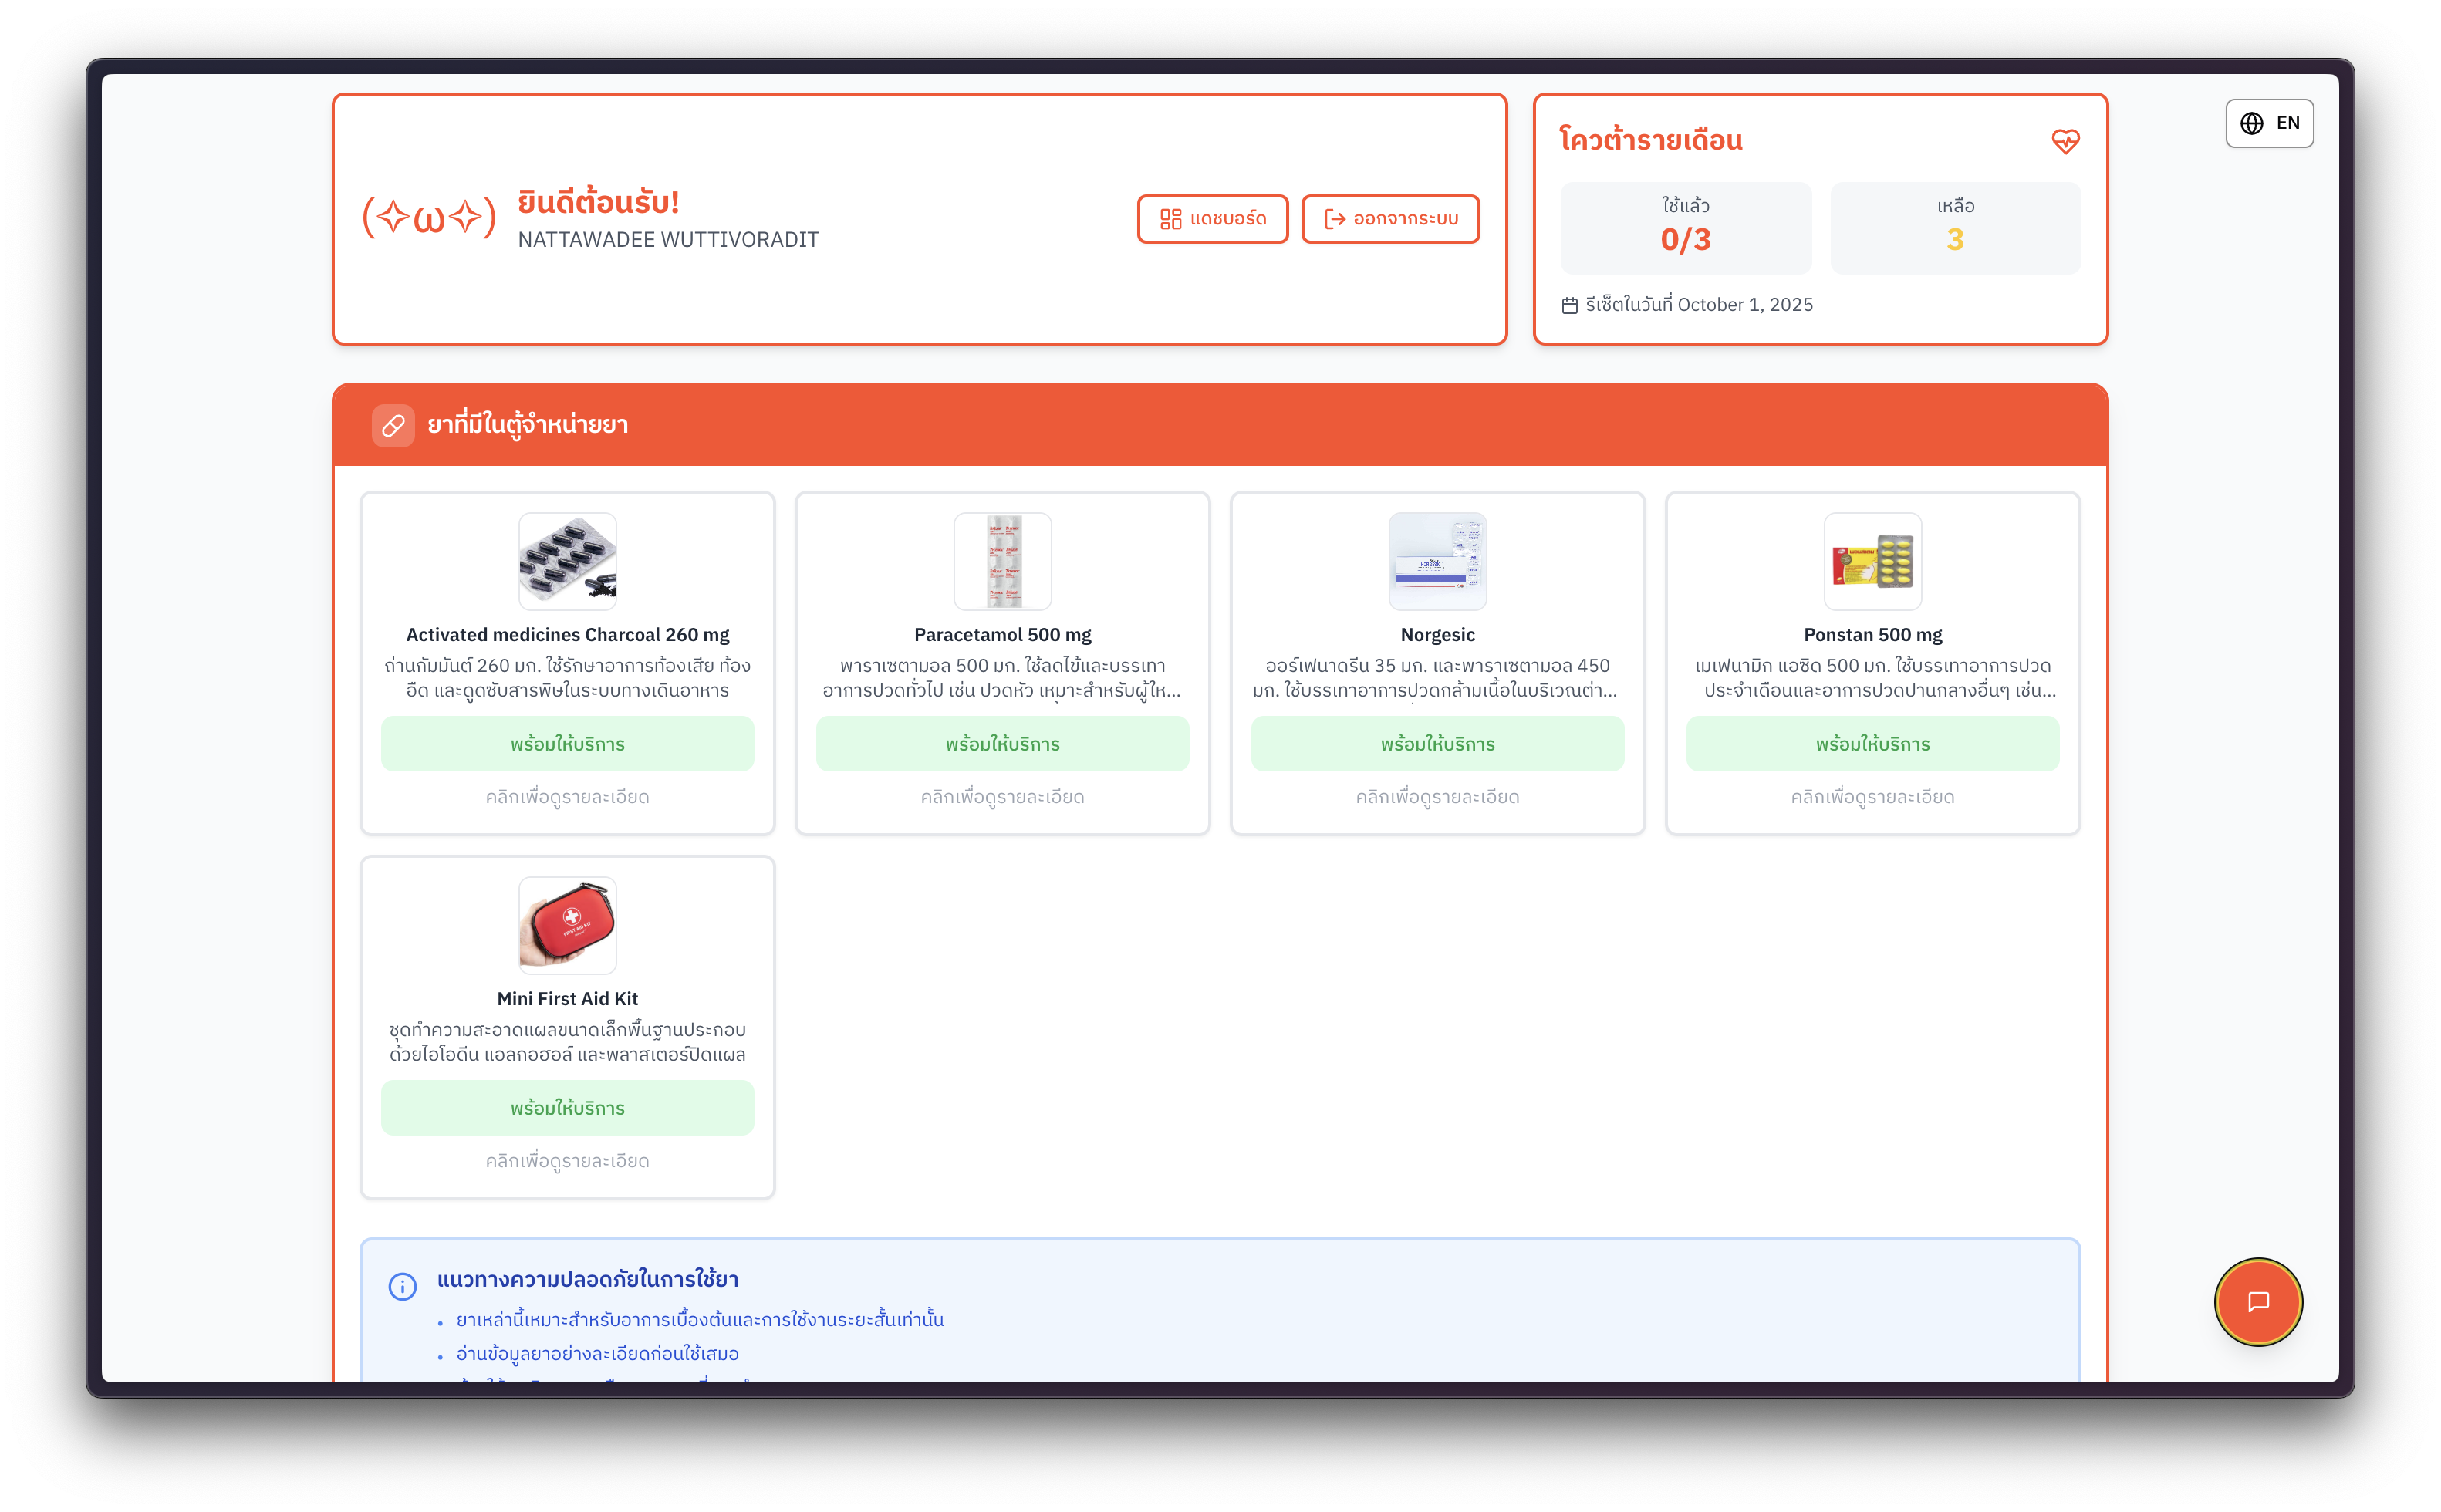 (✧ω✧)
ยินดีต้อนรับ!
NATTAWADEE WUTTIVORADIT
แดชบอร์ด
ออกจากระบบ
โควต้ารายเดือน
ใช้แล้ว
0/3
เหลือ
3
รีเซ็ตในวันที่ October 1, 2025
EN
ยาที่มีในตู้จำหน่ายยา
Activated medicines Charcoal 260 mg
ถ่านกัมมันต์ 260 มก. ใช้รักษาอาการท้องเสีย ท้อง
อืด และดูดซับสารพิษในระบบทางเดินอาหาร
พร้อมให้บริการ
คลิกเพื่อดูรายละเอียด
Paracetamol 500 mg
พาราเซตามอล 500 มก. ใช้ลดไข้และบรรเทา
อาการปวดทั่วไป เช่น ปวดหัว เหมาะสำหรับผู้ให...
พร้อมให้บริการ
คลิกเพื่อดูรายละเอียด
Norgesic
ออร์เฟนาดรีน 35 มก. และพาราเซตามอล 450
มก. ใช้บรรเทาอาการปวดกล้ามเนื้อในบริเวณต่า...
พร้อมให้บริการ
คลิกเพื่อดูรายละเอียด
Ponstan 500 mg
เมเฟนามิก แอซิด 500 มก. ใช้บรรเทาอาการปวด
ประจำเดือนและอาการปวดปานกลางอื่นๆ เช่น...
พร้อมให้บริการ
คลิกเพื่อดูรายละเอียด
FIRST AID KIT
Mini First Aid Kit
ชุดทำความสะอาดแผลขนาดเล็กพื้นฐานประกอบ
ด้วยไอโอดีน แอลกอฮอล์ และพลาสเตอร์ปิดแผล
พร้อมให้บริการ
คลิกเพื่อดูรายละเอียด
แนวทางความปลอดภัยในการใช้ยา
• ยาเหล่านี้เหมาะสำหรับอาการเบื้องต้นและการใช้งานระยะสั้นเท่านั้น
• อ่านข้อมูลยาอย่างละเอียดก่อนใช้เสมอ